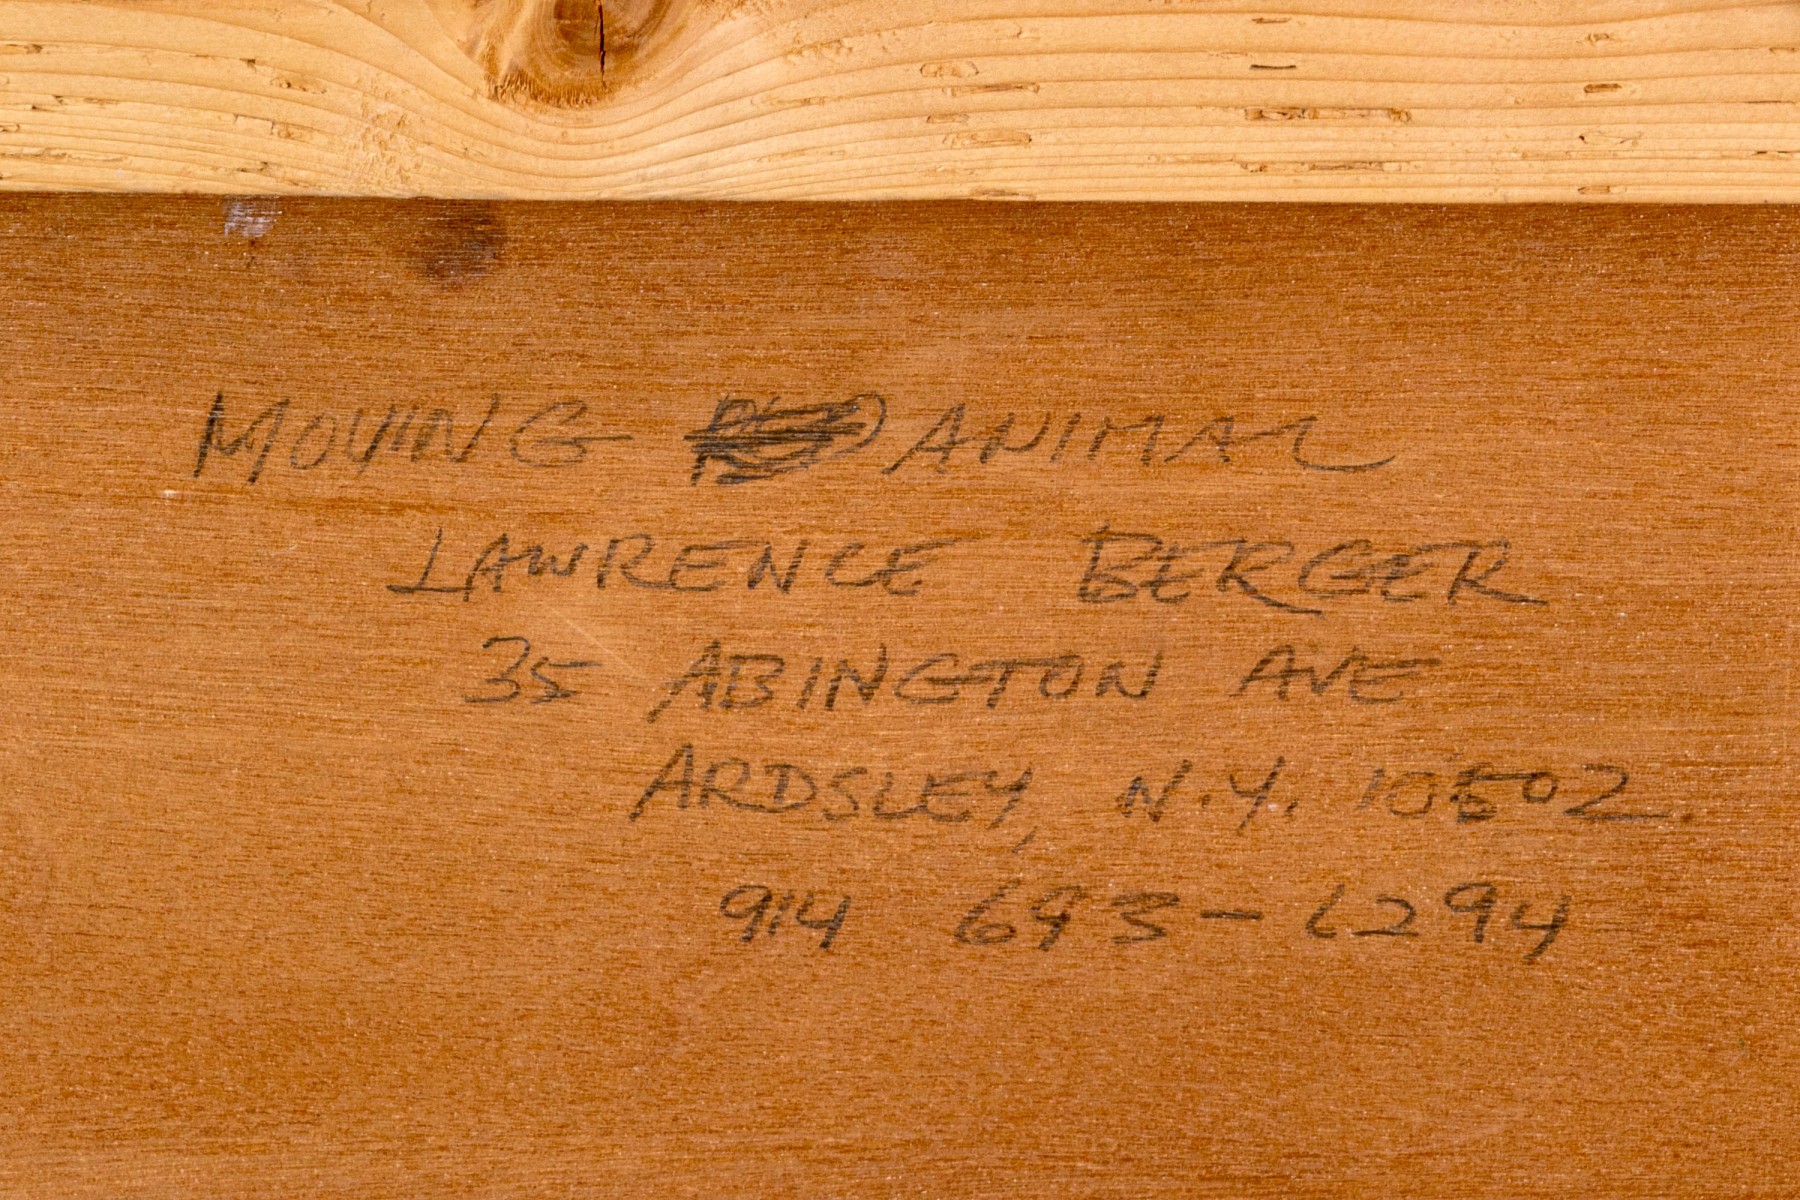 MOVING ANIMAL
LAWRENCE BERGER
35 ABINGTON AVE
ARDSLEY, N.Y. 10502
914 693-6294